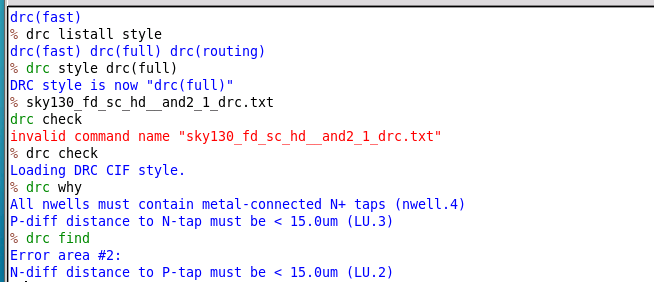 drc(fast)
% drc listall style
drc(fast) drc(full) drc(routing)
% drc style drc(full)
DRC style is now "drc(full)"
% sky130_fd_sc_hd__and2_1_drc.txt
drc check
invalid command name "sky130_fd_sc_hd__and2_1_drc.txt"
% drc check
Loading DRC CIF style.
% drc why
All nwells must contain metal-connected N+ taps (nwell.4)
P-diff distance to N-tap must be < 15.0um (LU.3)
% drc find
Error area #2:
N-diff distance to P-tap must be < 15.0um (LU.2)